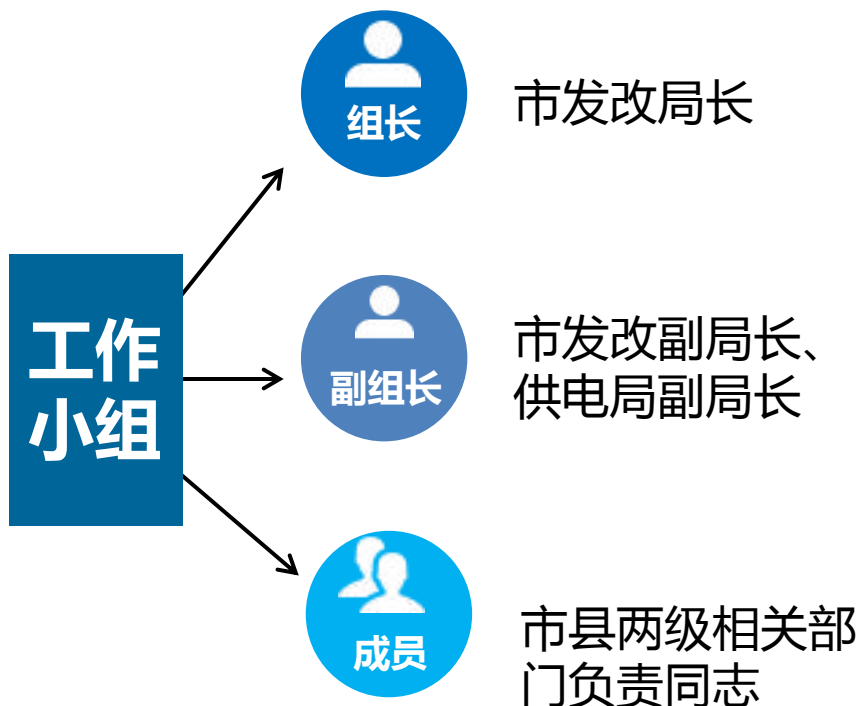 组长
市发改局长
工作
小组
副组长
市发改副局长、
供电局副局长
成员
市县两级相关部
门负责同志